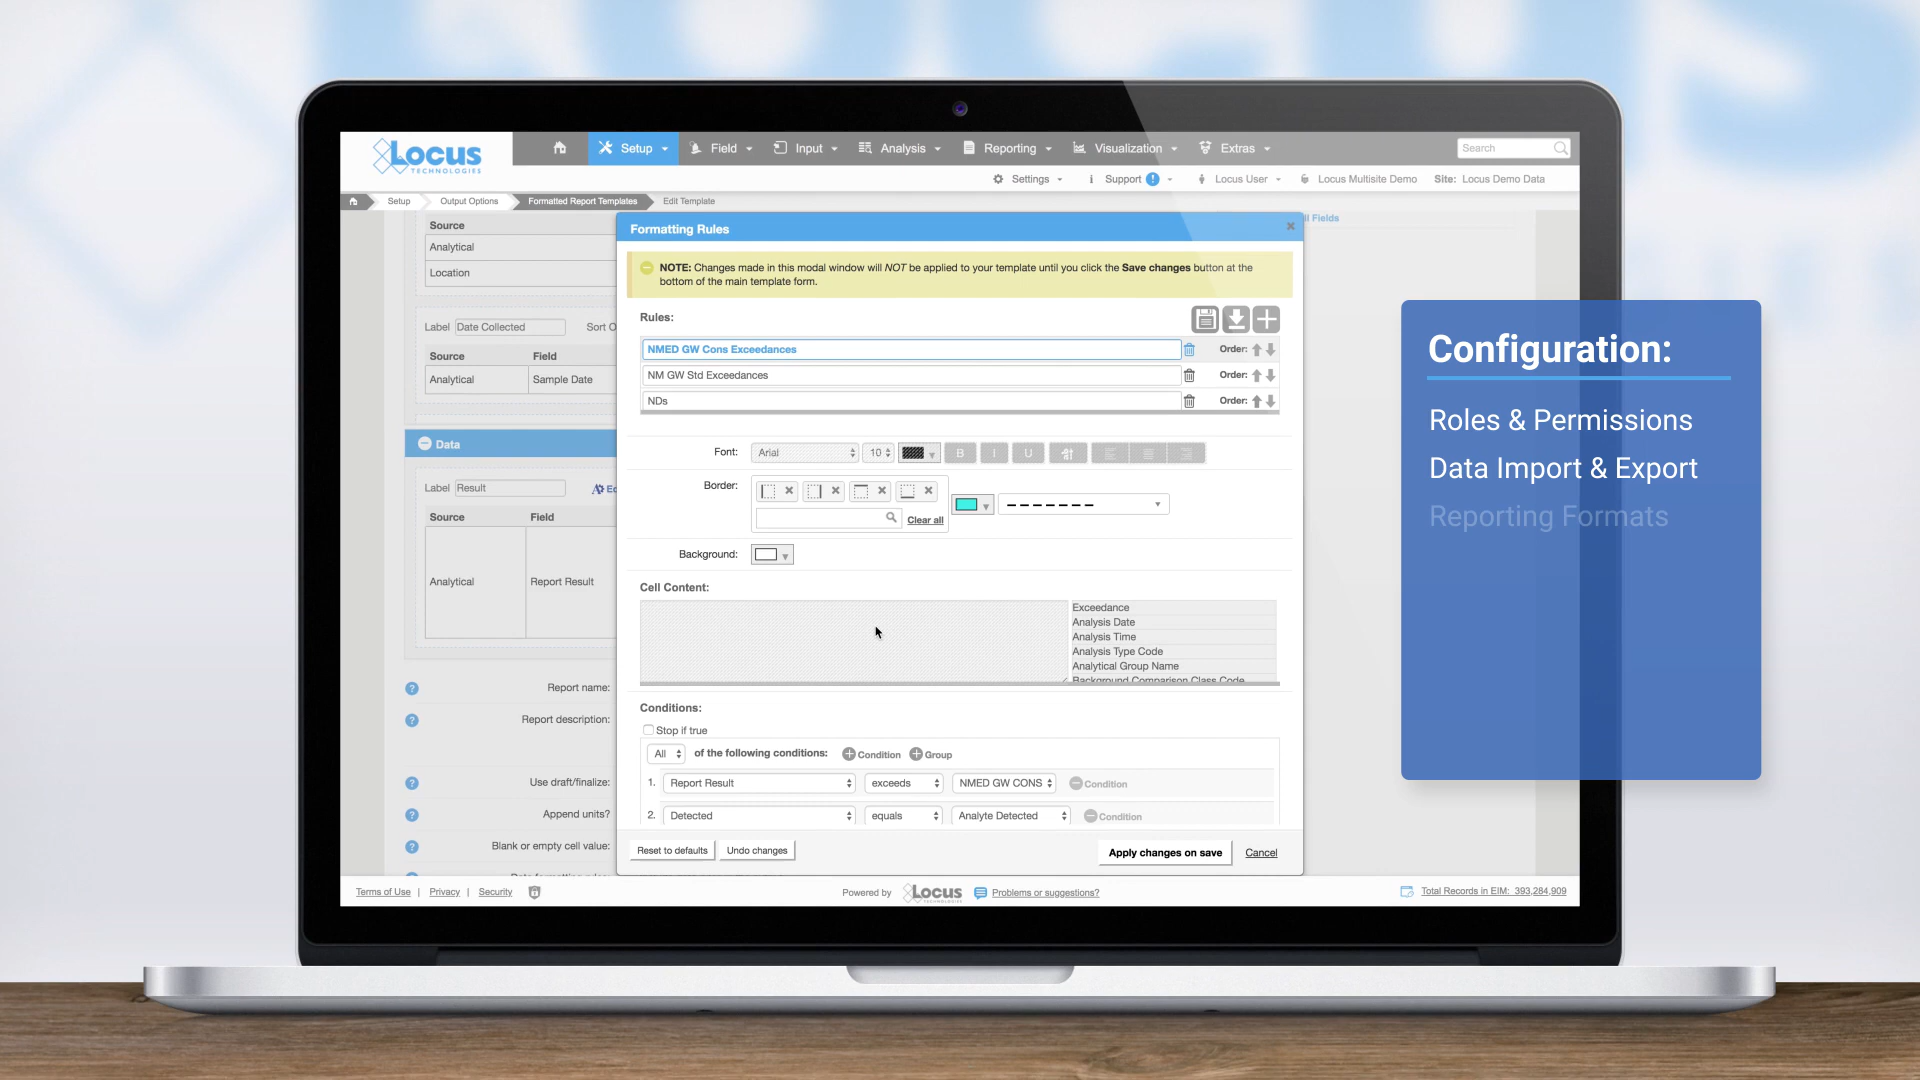 LOCUS
Locus
TECHNOLOGIES
Setup
Field
Input
Analysis
Reporting
Visualization
Extras
Search
Settings
Support
Locus User
Locus Multisite Demo
Site: Locus Demo Data
Setup
Output Options
Formatted Report Templates
Edit Template
Source
Analytical
Location
Label Date Collected Sort O
Source Field
Analytical Sample Date
Data
Label Result
Source Field
Analytical Report Result
Report name:
Report description:
Use draft/finalize:
Append units?
Blank or empty cell value:
ll Fields
Formatting Rules
NOTE: Changes made in this modal window will NOT be applied to your template until you click the Save changes button at the
bottom of the main template form.
Rules:
NMED GW Cons Exceedances Order:
NM GW Std Exceedances Order:
NDs Order:
Font: Arial 10 B I U
Border:
Clear all
Background:
Cell Content:
Exceedance
Analysis Date
Analysis Time
Analysis Type Code
Analytical Group Name
Background Comparison Class Code
Conditions:
Stop if true
All of the following conditions: Condition Group
1. Report Result exceeds NMED GW CONS Condition
2. Detected equals Analyte Detected Condition
Reset to defaults Undo changes Apply changes on save Cancel
Terms of Use | Privacy | Security
Powered by Locus TECHNOLOGIES Problems or suggestions?
Total Records in EIM: 393,284,909
Configuration:
Roles & Permissions
Data Import & Export
Reporting Formats